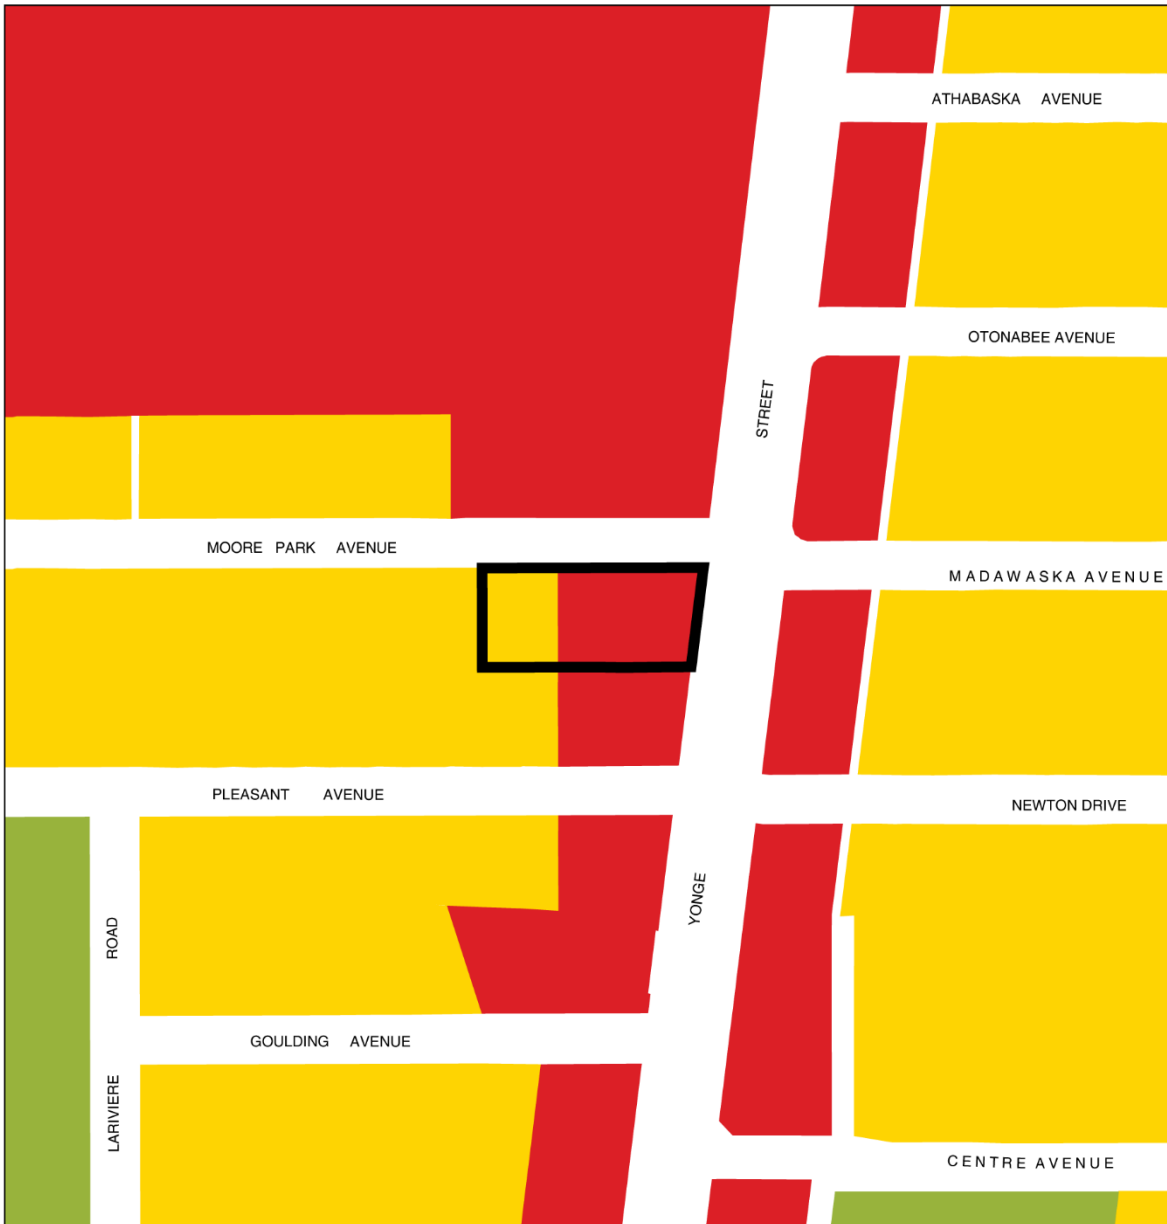 ATHABASKA AVENUE
OTONABEE AVENUE
STREET
MOORE PARK AVENUE
MADAWASKA AVENUE
PLEASANT AVENUE
NEWTON DRIVE
YONGE
ROAD
GOULDING AVENUE
LARIVIERE
CENTRE AVENUE